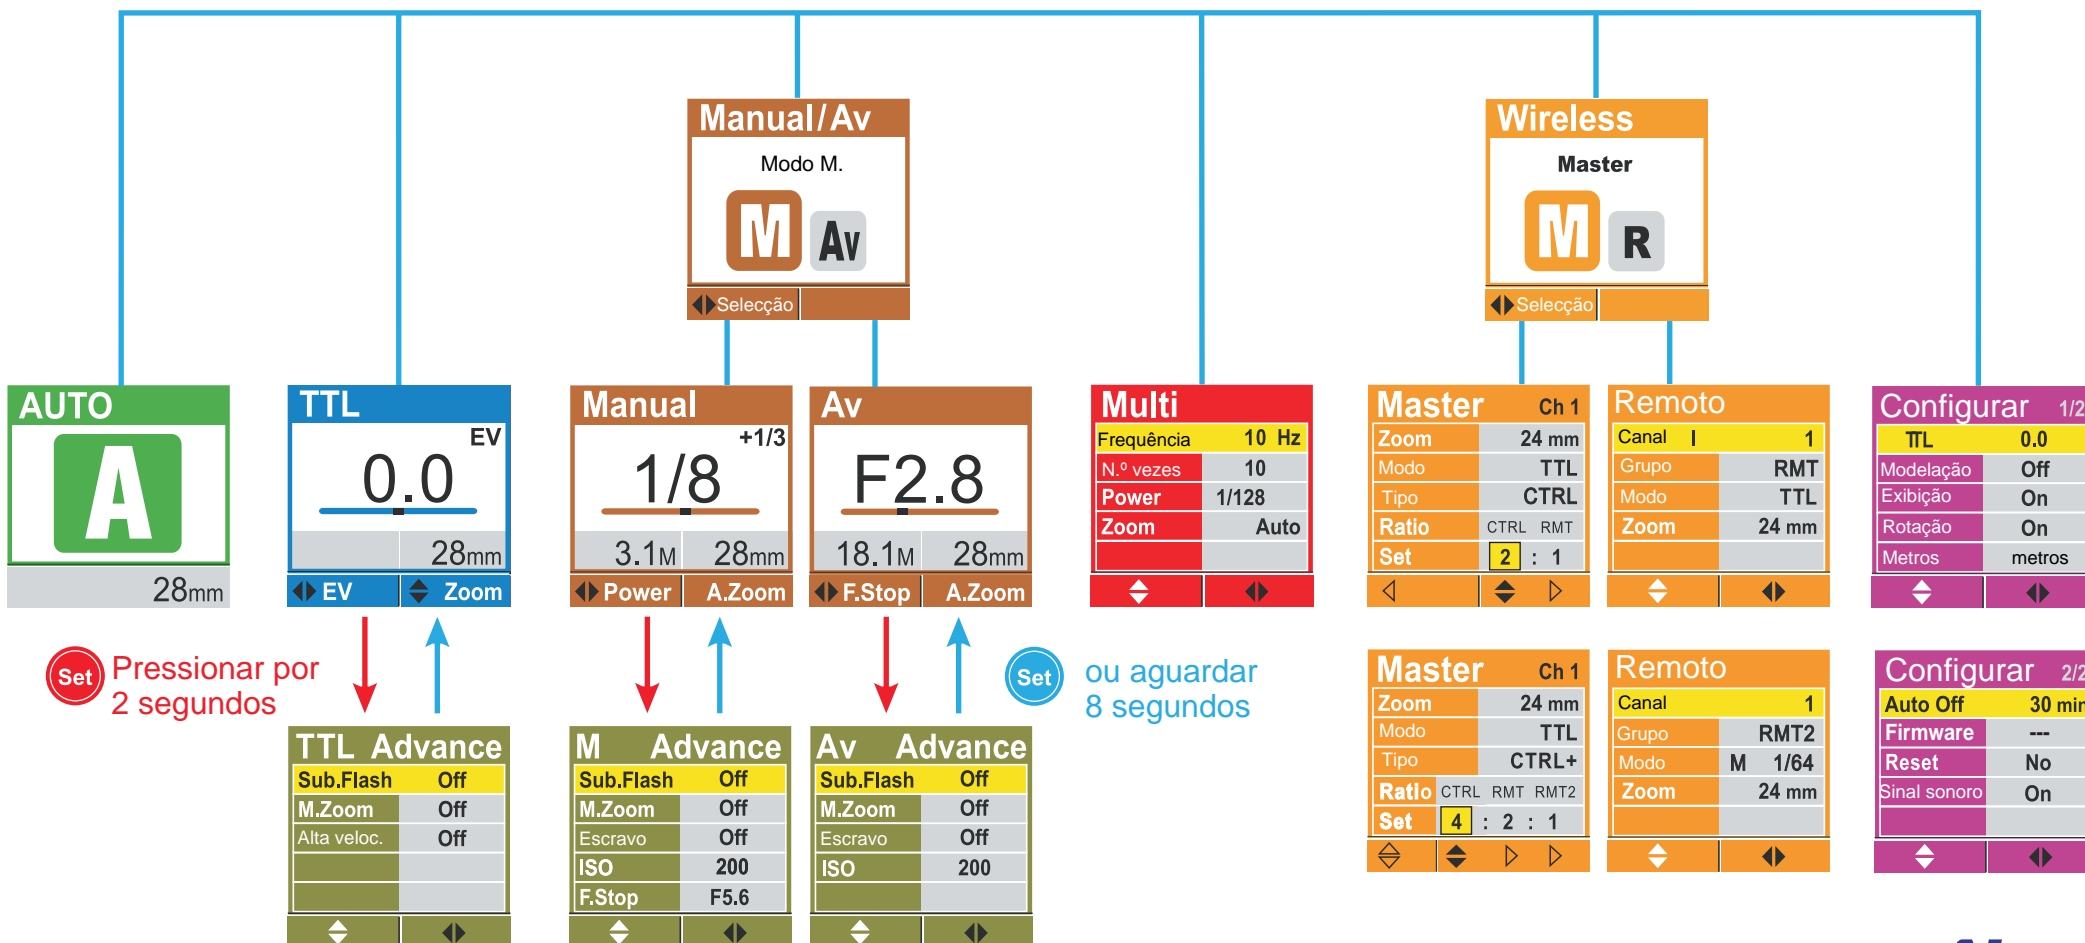 Manual/Av
Modo M.
M Av
Selecção
Wireless
Master
M R
Selecção
AUTO
A
28mm
TTL
EV
0.0
28mm
EV Zoom
Manual
+1/3
1/8
3.1M 28mm
Power A.Zoom
Av
F2.8
18.1M 28mm
F.Stop A.Zoom
Multi
Frequência 10 Hz
N.º vezes 10
Power 1/128
Zoom Auto
Master Ch 1
Zoom 24 mm
Modo TTL
Tipo CTRL
Ratio CTRL RMT
Set 2 : 1
Remoto
Canal I 1
Grupo RMT
Modo TTL
Zoom 24 mm
Configurar 1/2
TTL 0.0
Modelação Off
Exibição On
Rotação On
Metros metros
Set Pressionar por
2 segundos
Set ou aguardar
8 segundos
TTL Advance
Sub.Flash Off
M.Zoom Off
Alta veloc. Off
M Advance
Sub.Flash Off
M.Zoom Off
Escravo Off
ISO 200
F.Stop F5.6
Av Advance
Sub.Flash Off
M.Zoom Off
Escravo Off
ISO 200
Master Ch 1
Zoom 24 mm
Modo TTL
Tipo CTRL+
Ratio CTRL RMT RMT2
Set 4 : 2 : 1
Remoto
Canal 1
Grupo RMT2
Modo M 1/64
Zoom 24 mm
Configurar 2/2
Auto Off 30 min
Firmware ---
Reset No
Sinal sonoro On